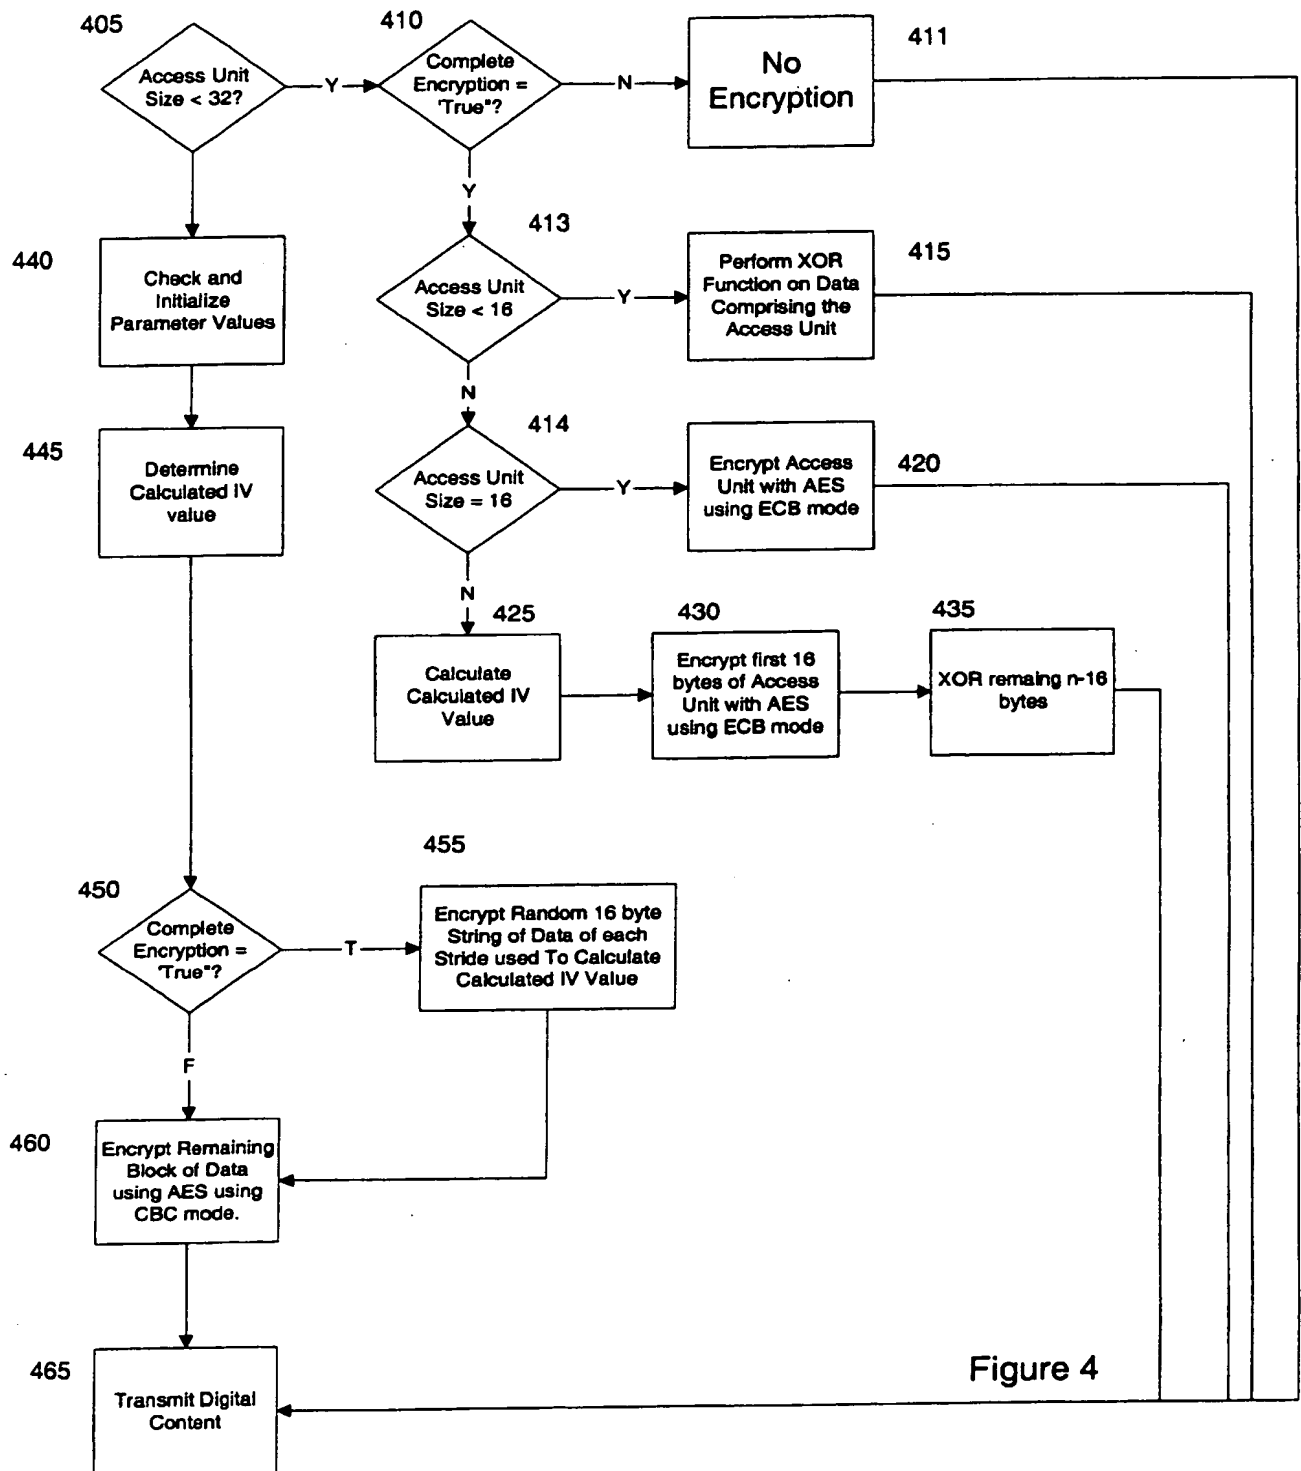 405
Access Unit
Size < 32?
Y
410
Complete
Encryption =
'True"?
N
411
No
Encryption
Y
440
Check and
Initialize
Parameter Values
413
Access Unit
Size < 16
Y
415
Perform XOR
Function on Data
Comprising the
Access Unit
N
445
Determine
Calculated IV
value
414
Access Unit
Size = 16
Y
420
Encrypt Access
Unit with AES
using ECB mode
N
425
Calculate
Calculated IV
Value
430
Encrypt first 16
bytes of Access
Unit with AES
using ECB mode
435
XOR remaing n-16
bytes
450
Complete
Encryption =
'True"?
T
455
Encrypt Random 16 byte
String of Data of each
Stride used To Calculate
Calculated IV Value
F
460
Encrypt Remaining
Block of Data
using AES using
CBC mode.
465
Transmit Digital
Content
Figure 4